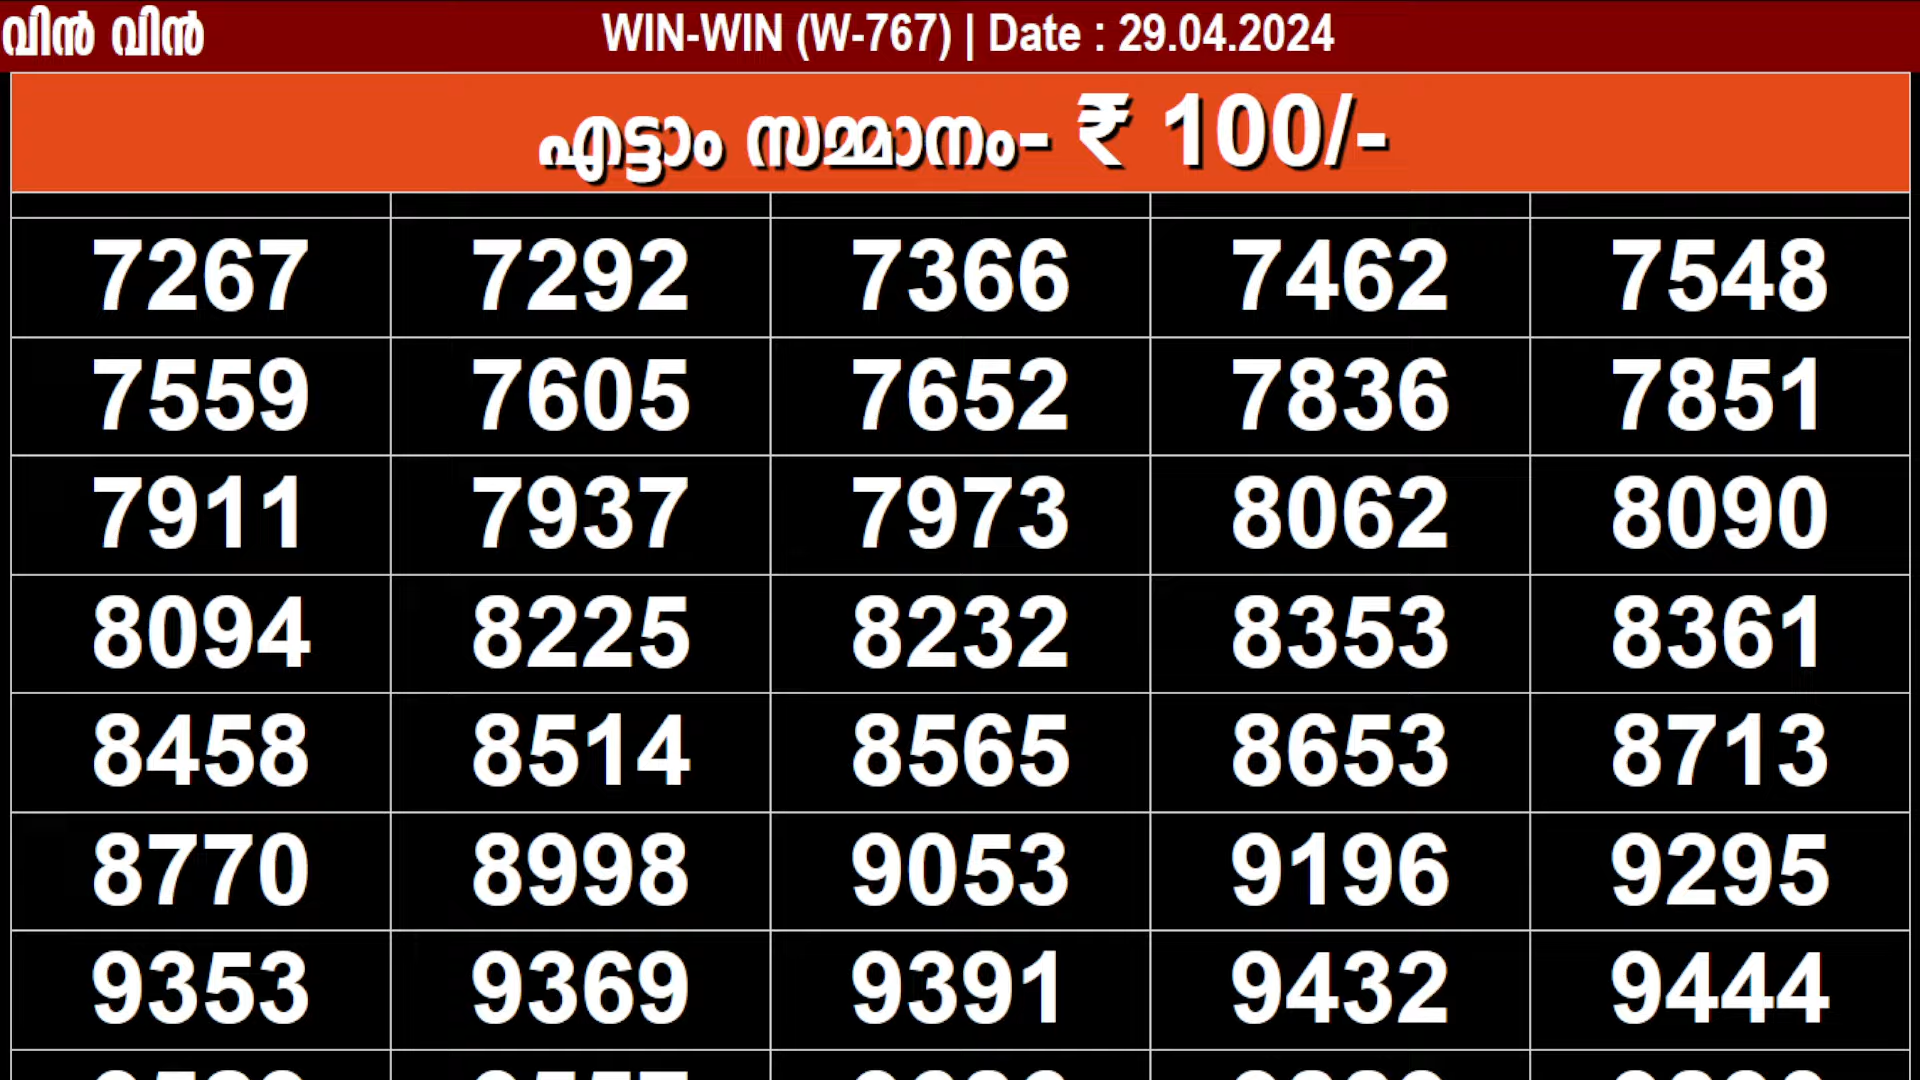 വിൻ വിൻ WIN-WIN (W-767) | Date : 29.04.2024
എട്ടാം സമ്മാനം- ₹ 100/-
7267 7292 7366 7462 7548
7559 7605 7652 7836 7851
7911 7937 7973 8062 8090
8094 8225 8232 8353 8361
8458 8514 8565 8653 8713
8770 8998 9053 9196 9295
9353 9369 9391 9432 9444